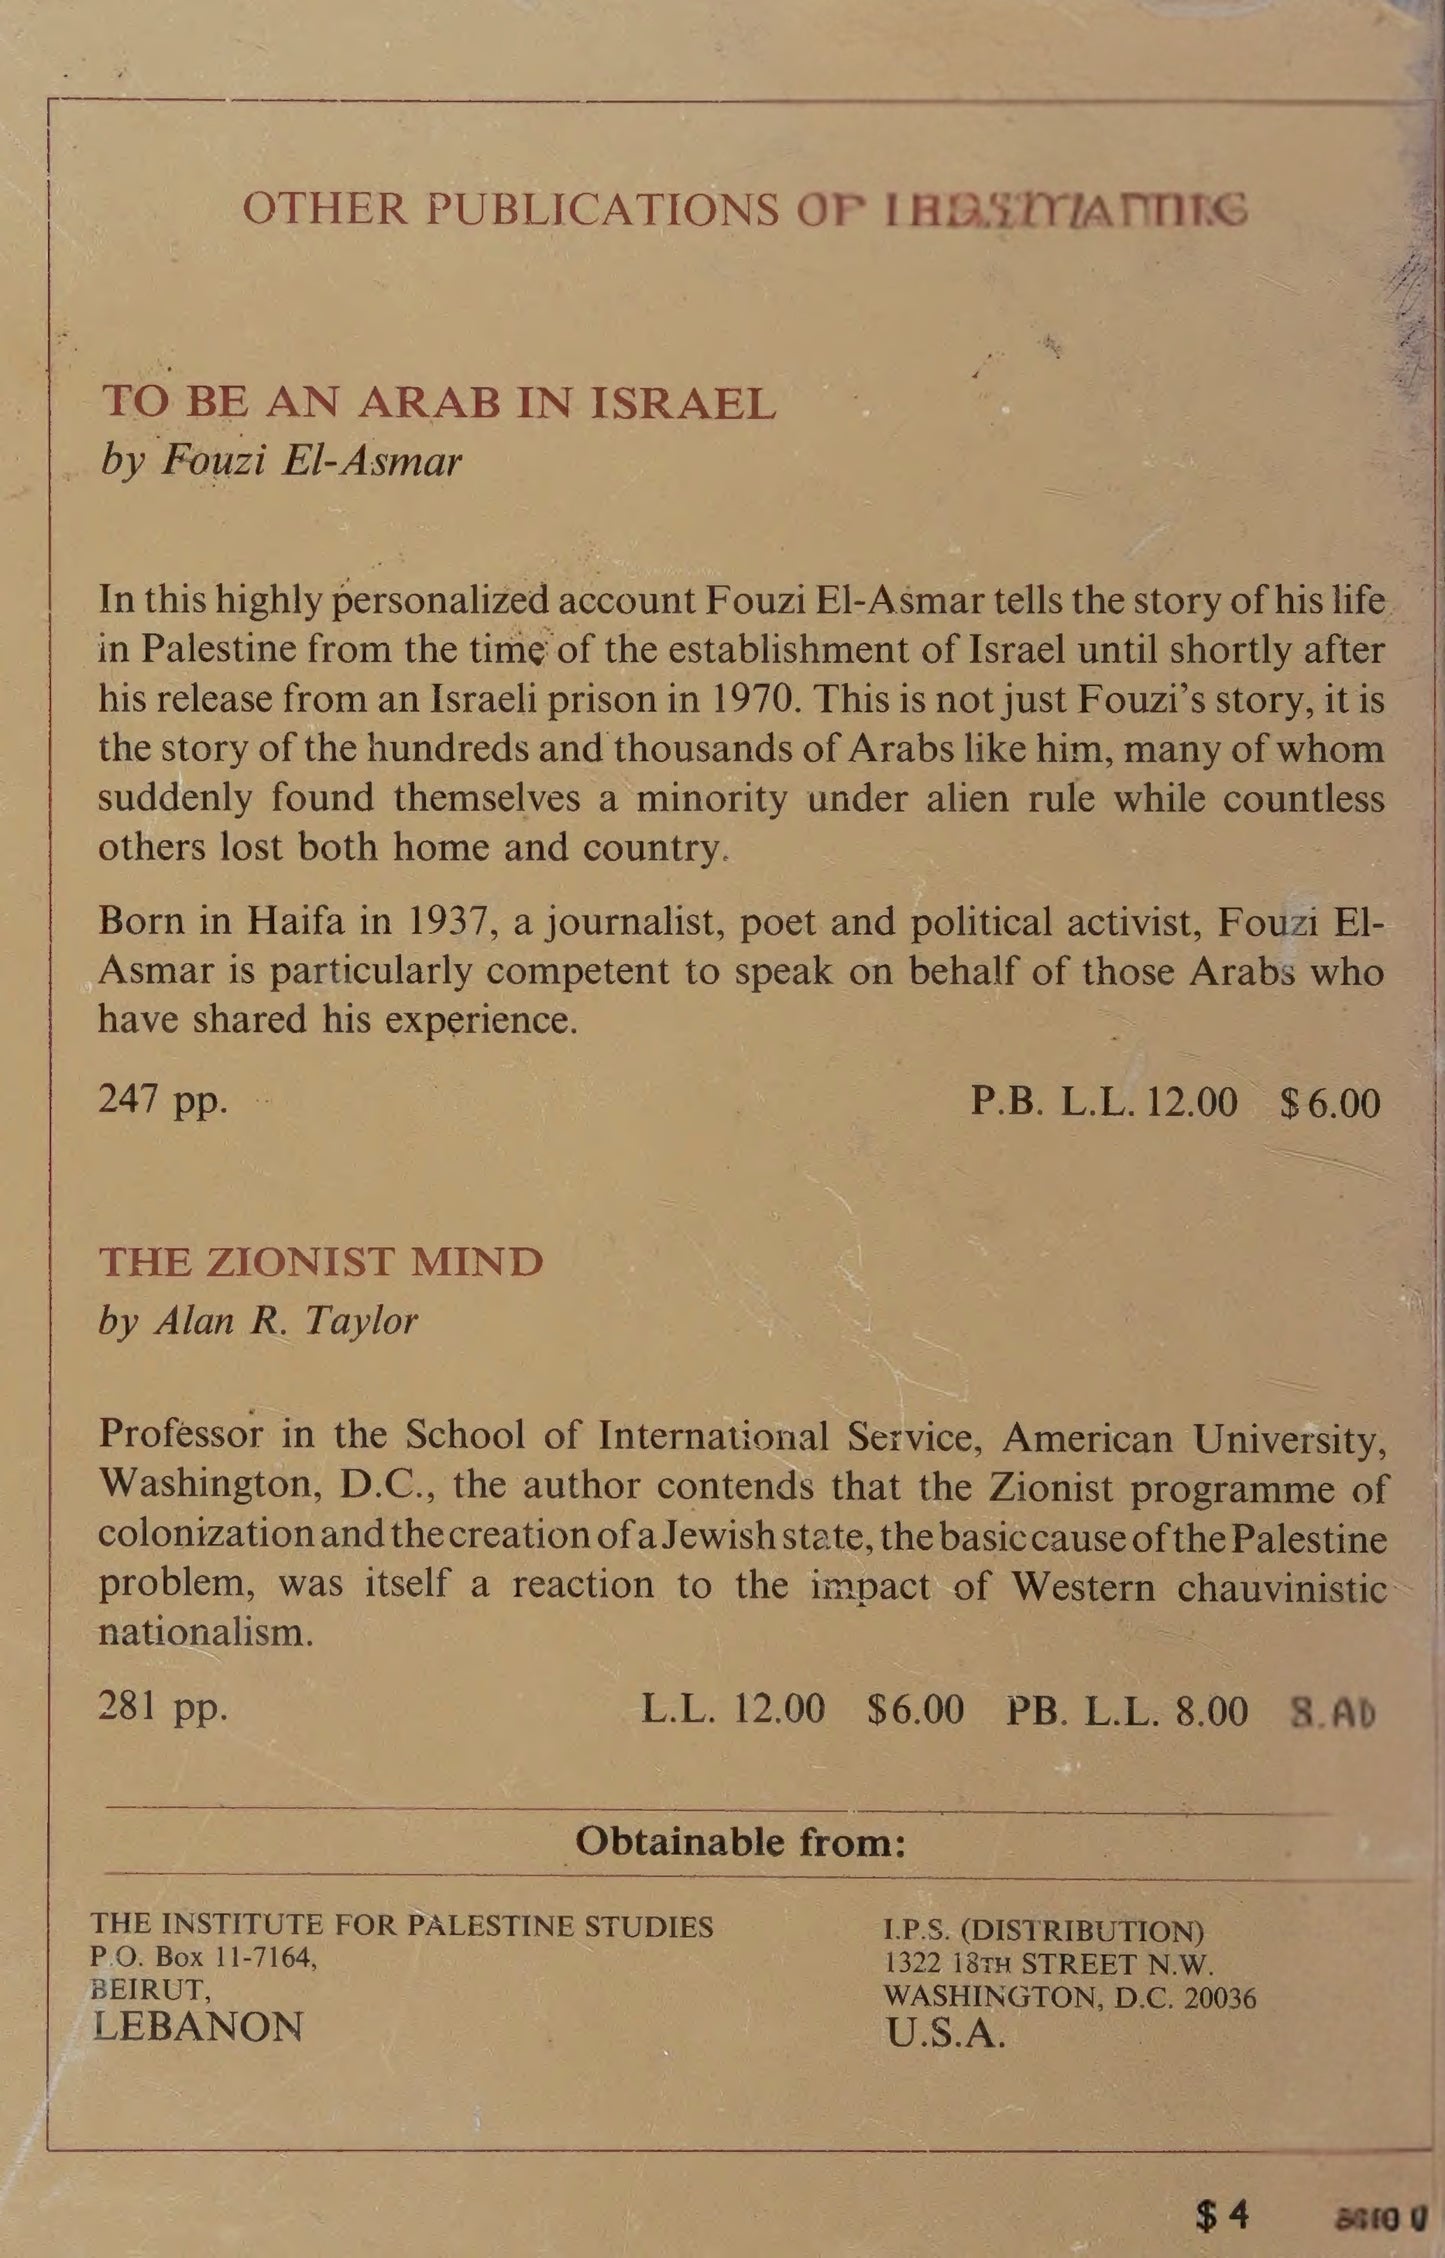 OTHER PUBLICATIONS
TO BE AN ARAB IN ISRAEL
by Fouzi El-Asmar
In this highly personalized account Fouzi El-Asmar tells the story of his life
in Palestine from the time of the establishment of Israel until shortly after
his release from an Israeli prison in 1970. This is not just Fouzi's story, it is
the story of the hundreds and thousands of Arabs like him, many of whom
suddenly found themselves a minority under alien rule while countless
others lost both home and country.
Born in Haifa in 1937, a journalist, poet and political activist, Fouzi El-
Asmar is particularly competent to speak on behalf of those Arabs who
have shared his experience.
247 pp. P.B. L.L. 12.00 $6.00
THE ZIONIST MIND
by Alan R. Taylor
Professor in the School of International Service, American University,
Washington, D.C., the author contends that the Zionist programme of
colonization and the creation of a Jewish state, the basic cause of the Palestine
problem, was itself a reaction to the impact of Western chauvinistic
nationalism.
281 pp. L.L. 12.00 $6.00 PB. L.L. 8.00
Obtainable from:
THE INSTITUTE FOR PALESTINE STUDIES
P.O. Box 11-7164,
BEIRUT,
LEBANON
I.P.S. (DISTRIBUTION)
1322 18TH STREET N.W.
WASHINGTON, D.C. 20036
U.S.A.
$4